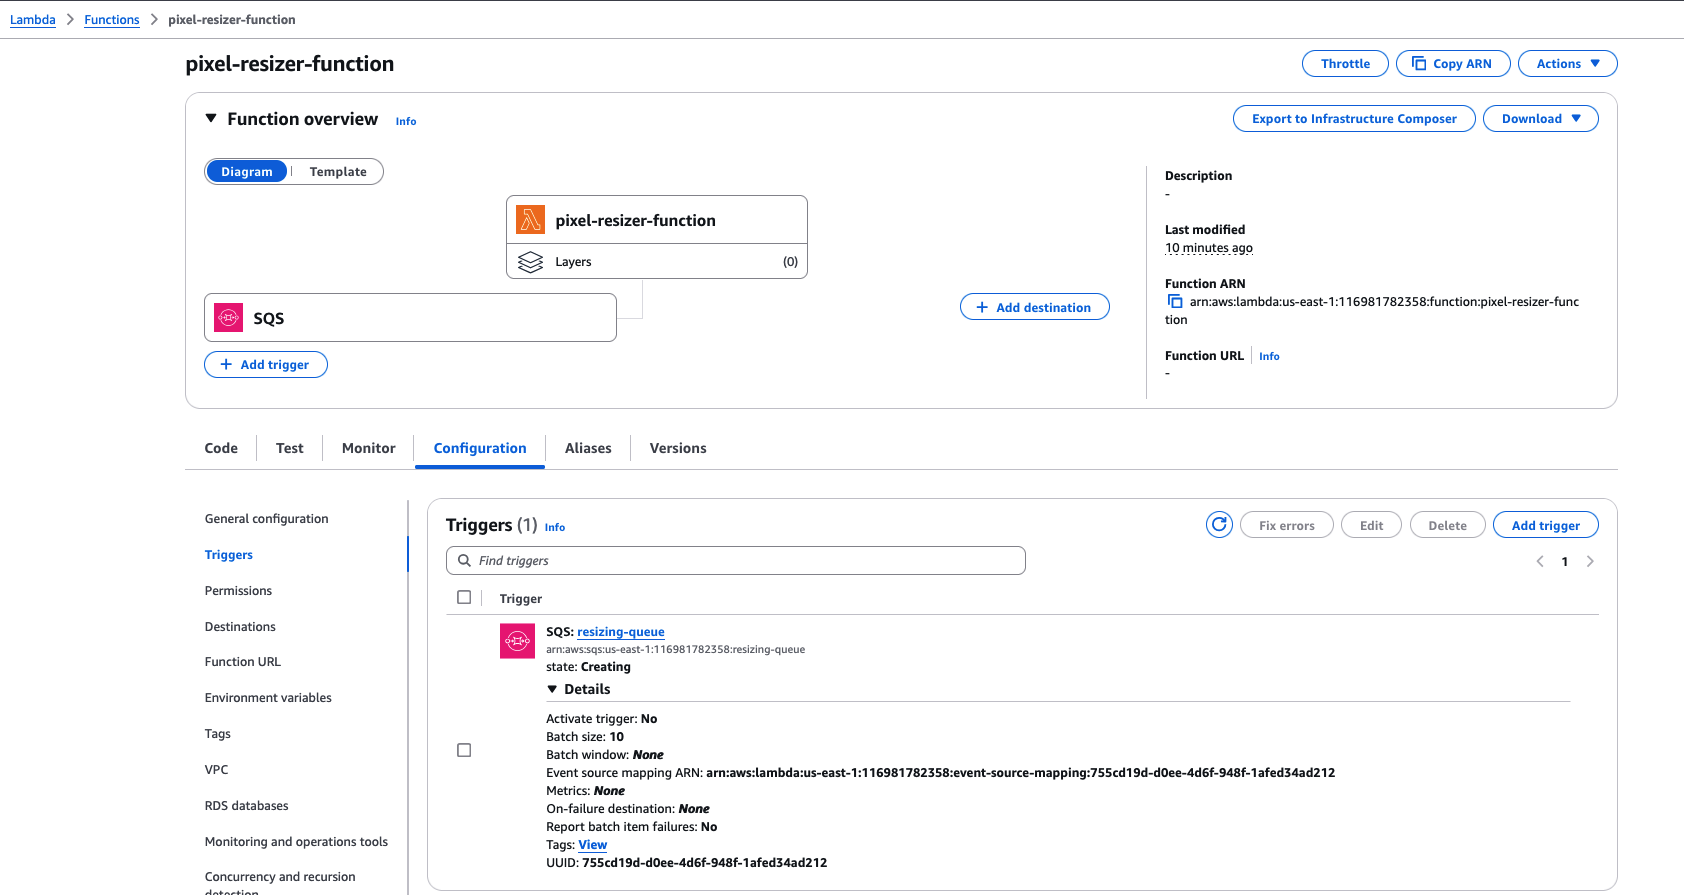 Lambda > Functions > pixel-resizer-function
pixel-resizer-function
Throttle
Copy ARN
Actions
Function overview Info
Export to Infrastructure Composer
Download
Diagram
Template
pixel-resizer-function
Layers (0)
SQS
+ Add trigger
+ Add destination
Description
-
Last modified
10 minutes ago
Function ARN
arn:aws:lambda:us-east-1:116981782358:function:pixel-resizer-func
tion
Function URL Info
-
Code
Test
Monitor
Configuration
Aliases
Versions
General configuration
Triggers
Permissions
Destinations
Function URL
Environment variables
Tags
VPC
RDS databases
Monitoring and operations tools
Concurrency and recursion
detection
Triggers (1) Info
Fix errors
Edit
Delete
Add trigger
Find triggers
< 1 >
Trigger
SQS: resizing-queue
arn:aws:sqs:us-east-1:116981782358:resizing-queue
state: Creating
Details
Activate trigger: No
Batch size: 10
Batch window: None
Event source mapping ARN: arn:aws:lambda:us-east-1:116981782358:event-source-mapping:755cd19d-d0ee-4d6f-948f-1afed34ad212
Metrics: None
On-failure destination: None
Report batch item failures: No
Tags: View
UUID: 755cd19d-d0ee-4d6f-948f-1afed34ad212